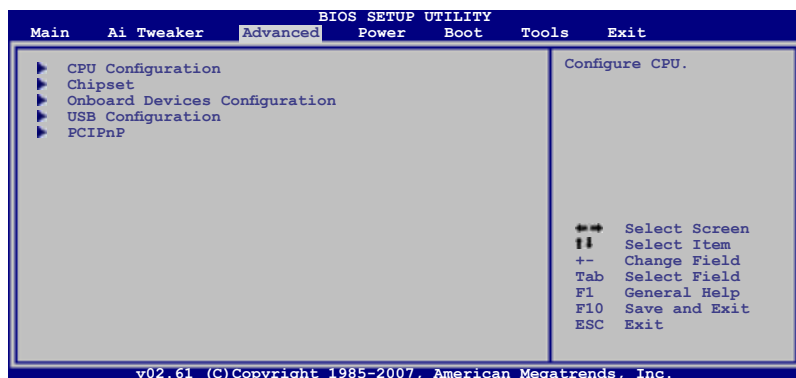 BIOS SETUP UTILITY
Main Ai Tweaker Advanced Power Boot Tools Exit
CPU Configuration
Chipset
Onboard Devices Configuration
USB Configuration
PCIPnP
Configure CPU.
←→ Select Screen
↑↓ Select Item
+- Change Field
Tab Select Field
F1 General Help
F10 Save and Exit
ESC Exit
v02.61 (C)Copyright 1985-2007, American Megatrends, Inc.